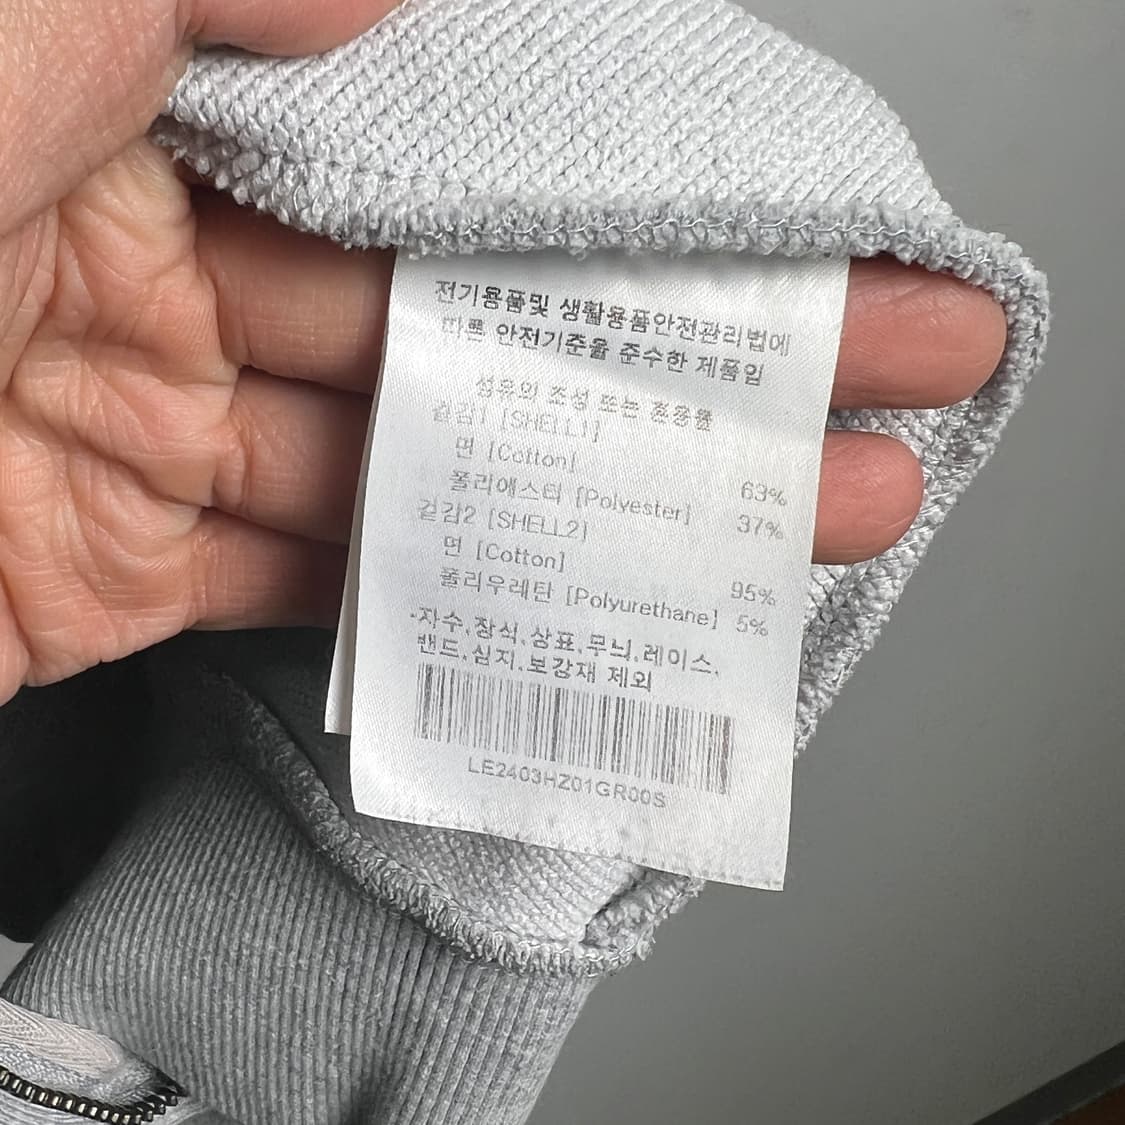 전기용품및 생활용품안전관리법에
따른 안전기준을 준수한 제품임
섬유의 조성 또는 혼용율
겉감1 [SHELL1]
면 [Cotton] 63%
폴리에스터 [Polyester] 37%
겉감2 [SHELL2]
면 [Cotton] 95%
폴리우레탄 [Polyurethane] 5%
·자수.장식.상표.무늬.레이스.
밴드.심지.보강재 제외
LE2403HZ01GR00S